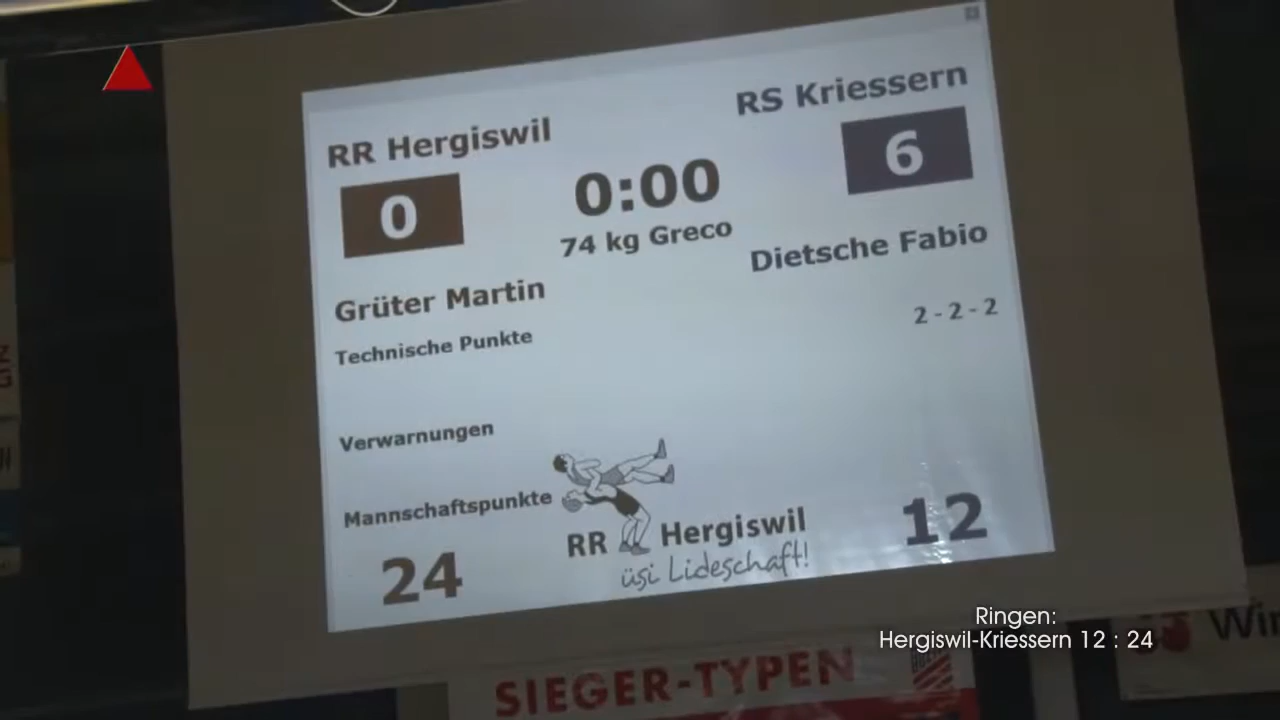 RR Hergiswil
RS Kriessern
0
0:00
6
74 kg Greco
Grüter Martin
Dietsche Fabio
Technische Punkte
2 - 2 - 2
Verwarnungen
Mannschaftspunkte
RR Hergiswil
üsi Lideschaft!
24
12
Ringen:
Hergiswil-Kriessern 12 : 24
SIEGER-TYPEN